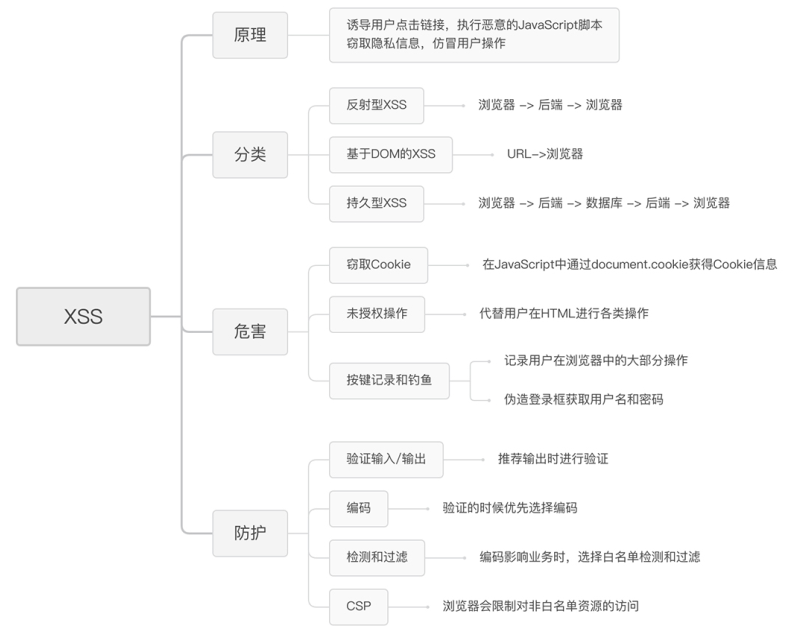 XSS
原理
诱导用户点击链接，执行恶意的JavaScript脚本
窃取隐私信息，仿冒用户操作
分类
反射型XSS
浏览器 -> 后端 -> 浏览器
基于DOM的XSS
URL->浏览器
持久型XSS
浏览器 -> 后端 -> 数据库 -> 后端 -> 浏览器
危害
窃取Cookie
在JavaScript中通过document.cookie获得Cookie信息
未授权操作
代替用户在HTML进行各类操作
按键记录和钓鱼
记录用户在浏览器中的大部分操作
伪造登录框获取用户名和密码
防护
验证输入/输出
推荐输出时进行验证
编码
验证的时候优先选择编码
检测和过滤
编码影响业务时，选择白名单检测和过滤
CSP
浏览器会限制对非白名单资源的访问